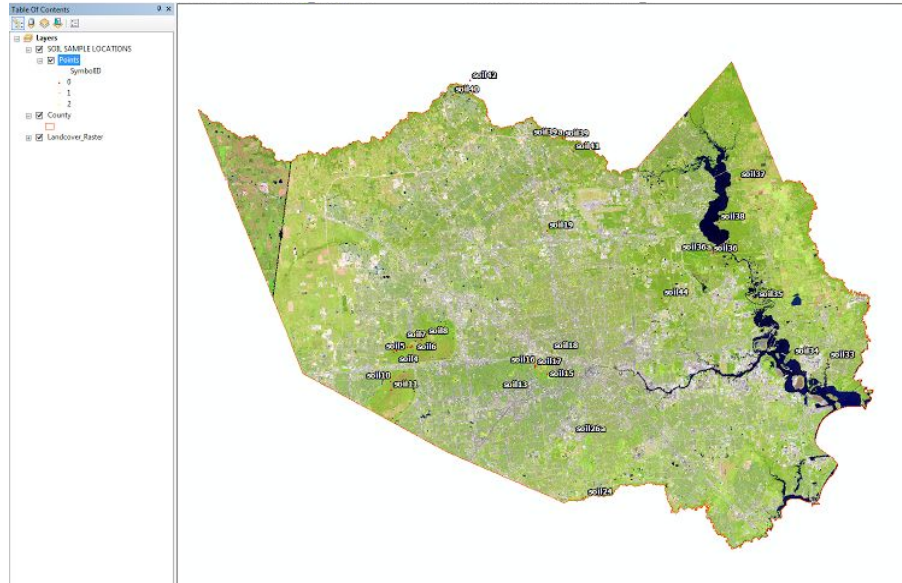 Table Of Contents
Layers
SOIL SAMPLE LOCATIONS
Points
SymbolID
0
1
2
County
Landcover_Raster
soil42
soil40
soil39
soil41
soil37
soil38
soil19
soil36a soil36
soil44
soil35
soil7 soil8
soil5 soil6
soil18
soil34 soil33
soil4
soil16 soil17
soil10
soil15
soil11
soil13
soil26a
soil24